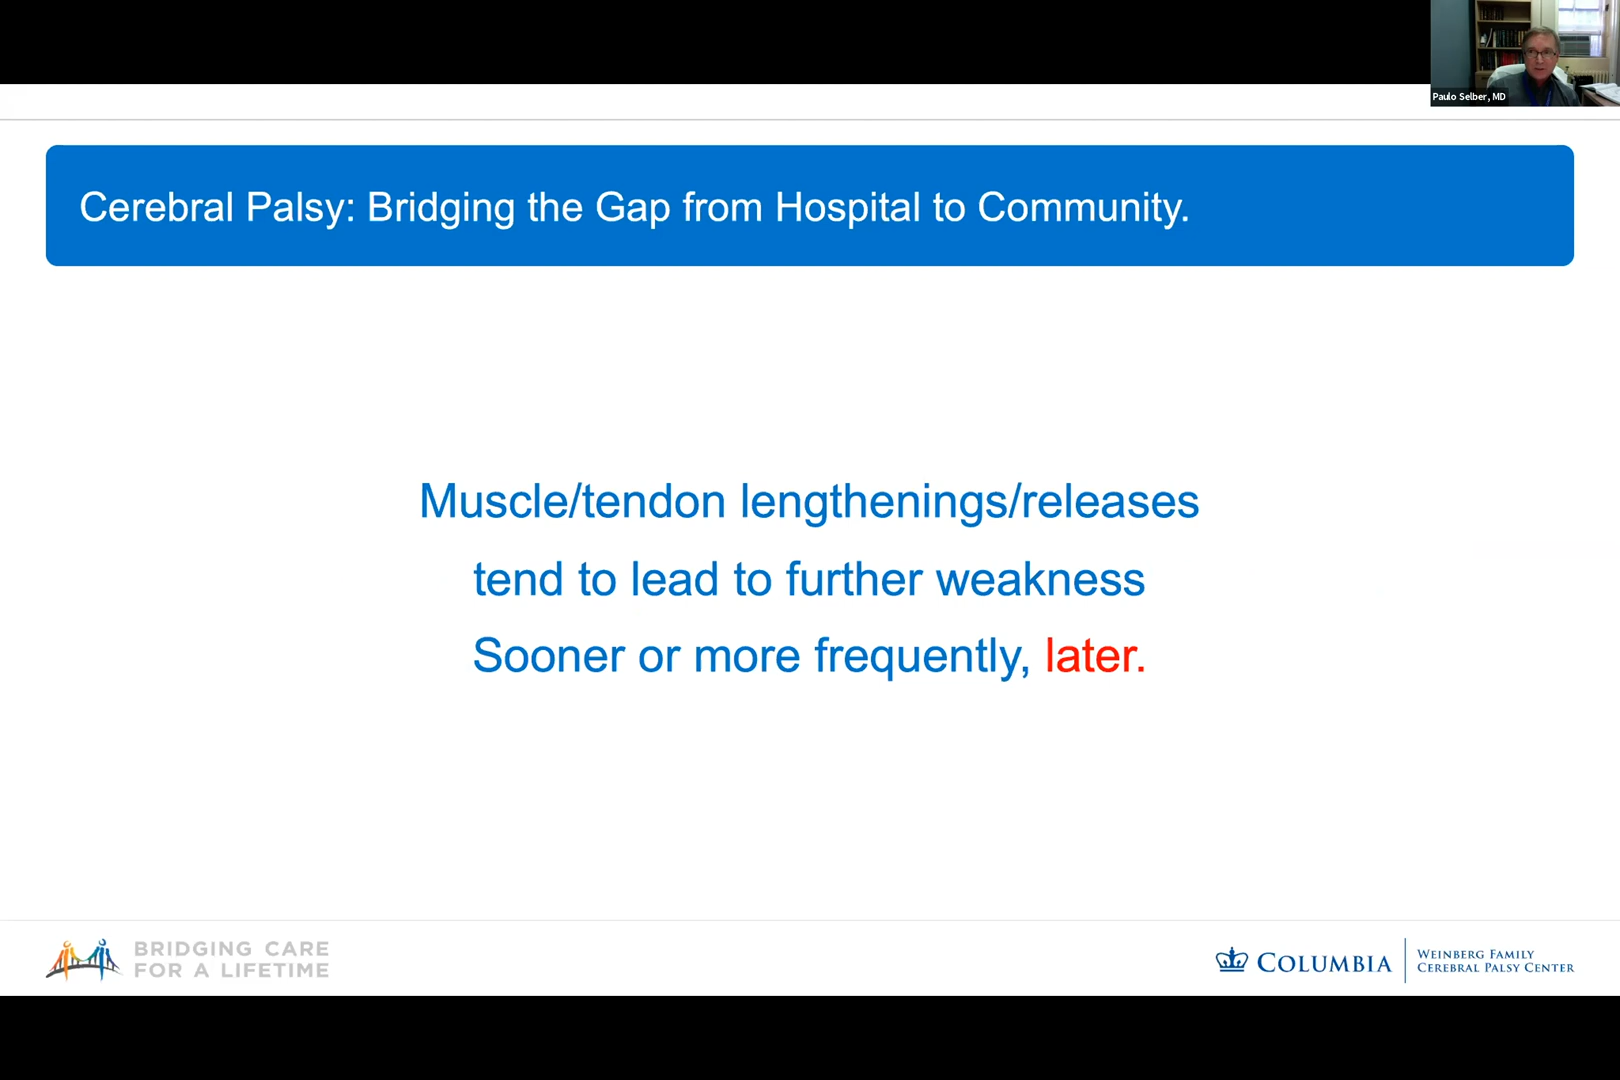 Paulo Selber, MD
Cerebral Palsy: Bridging the Gap from Hospital to Community.
Muscle/tendon lengthenings/releases
tend to lead to further weakness
Sooner or more frequently, later.
BRIDGING CARE
FOR A LIFETIME
COLUMBIA
WEINBERG FAMILY
CEREBRAL PALSY CENTER